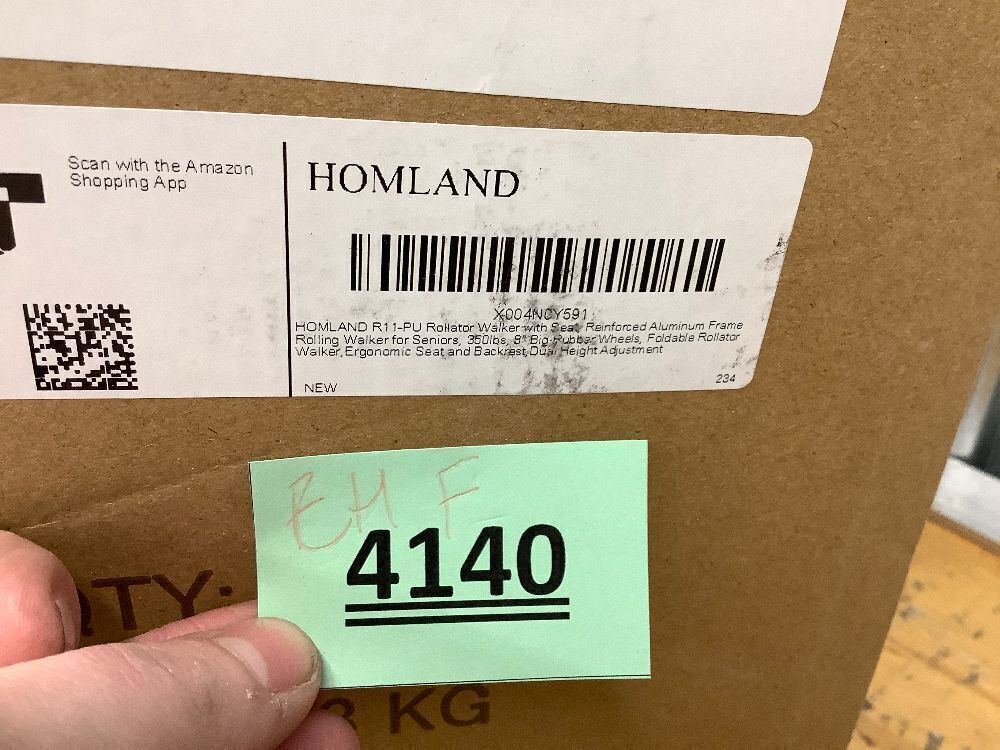 Scan with the Amazon
Shopping App
HOMLAND
X004NCY591
HOMLAND R11-PU Rollator Walker with Seat, Reinforced Aluminum Frame
Rolling Walker for Seniors, 350lbs, 8" Big Rubber Wheels, Foldable Rollator
Walker,Ergonomic Seat and Backrest,Dual Height Adjustment
NEW
234
EH F
4140
QTY:
3 KG